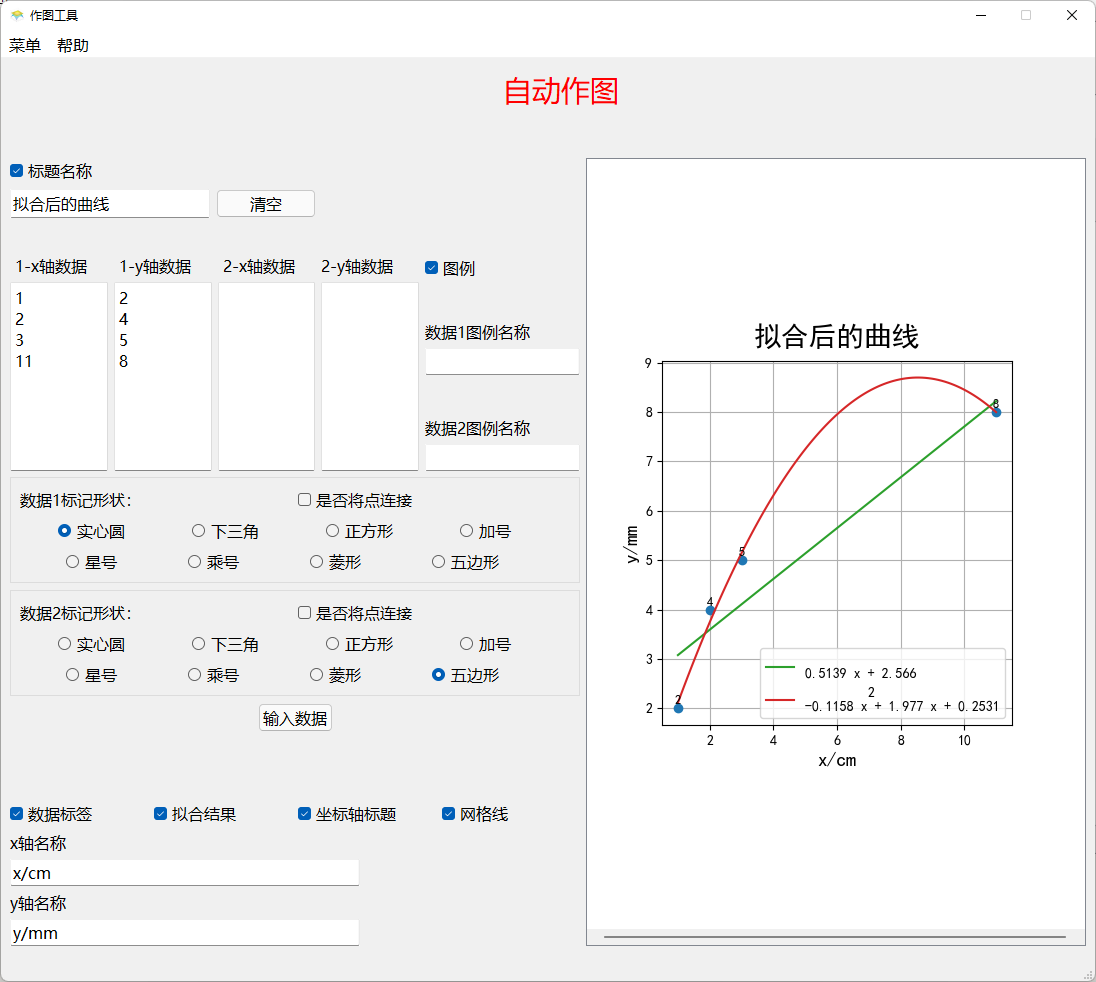 作图工具
菜单 帮助
自动作图
标题名称
拟合后的曲线 清空
1-x轴数据 1-y轴数据 2-x轴数据 2-y轴数据 图例
1 2
2 4
3 5
11 8
数据1图例名称
数据2图例名称
数据1标记形状: 是否将点连接
实心圆 下三角 正方形 加号
星号 乘号 菱形 五边形
数据2标记形状: 是否将点连接
实心圆 下三角 正方形 加号
星号 乘号 菱形 五边形
输入数据
数据标签 拟合结果 坐标轴标题 网格线
x轴名称
x/cm
y轴名称
y/mm
拟合后的曲线
9
8
7
6
5
4
3
2
y/mm
8
5
4
2
0.5139 x + 2.566
2
-0.1158 x + 1.977 x + 0.2531
2 4 6 8 10
x/cm